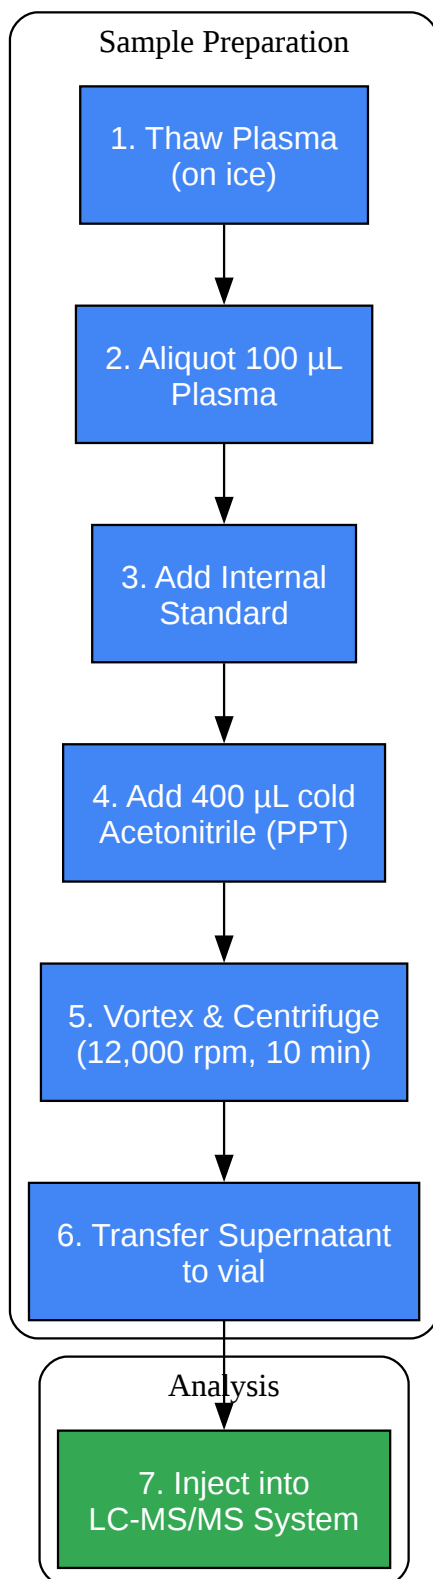 Sample Preparation
1. Thaw Plasma
(on ice)
2. Aliquot 100 µL
Plasma
3. Add Internal
Standard
4. Add 400 µL cold
Acetonitrile (PPT)
5. Vortex & Centrifuge
(12,000 rpm, 10 min)
6. Transfer Supernatant
to vial
Analysis
7. Inject into
LC-MS/MS System